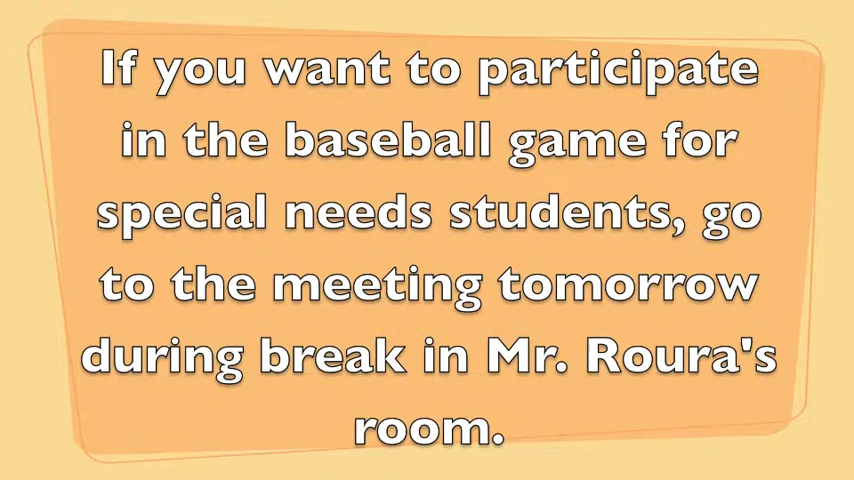 If you want to participate
in the baseball game for
special needs students, go
to the meeting tomorrow
during break in Mr. Roura's
room.